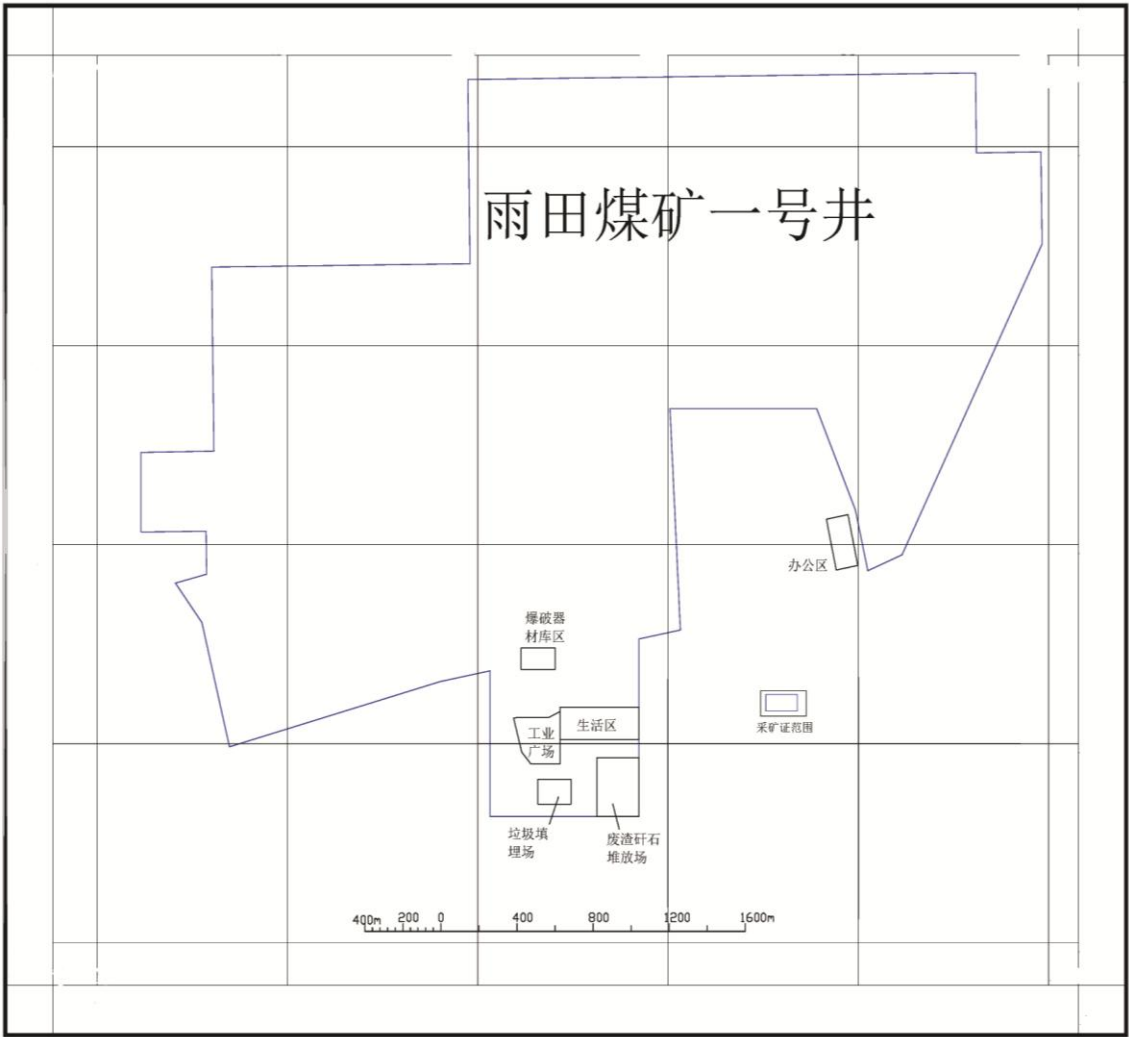 雨田煤矿一号井
办公区
爆破器
材库区
采矿证范围
生活区
工业
广场
垃圾填
埋场
废渣矸石
堆放场
400m 200 0 400 800 1200 1600m